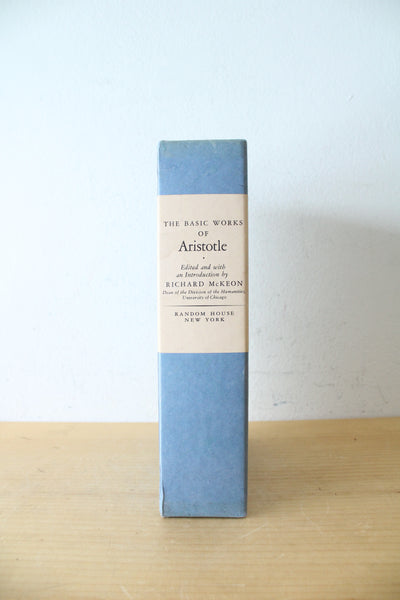 THE BASIC WORKS
OF
Aristotle
Edited and with
an Introduction by
RICHARD McKEON
Dean of the Division of the Humanities,
University of Chicago
RANDOM HOUSE
NEW YORK